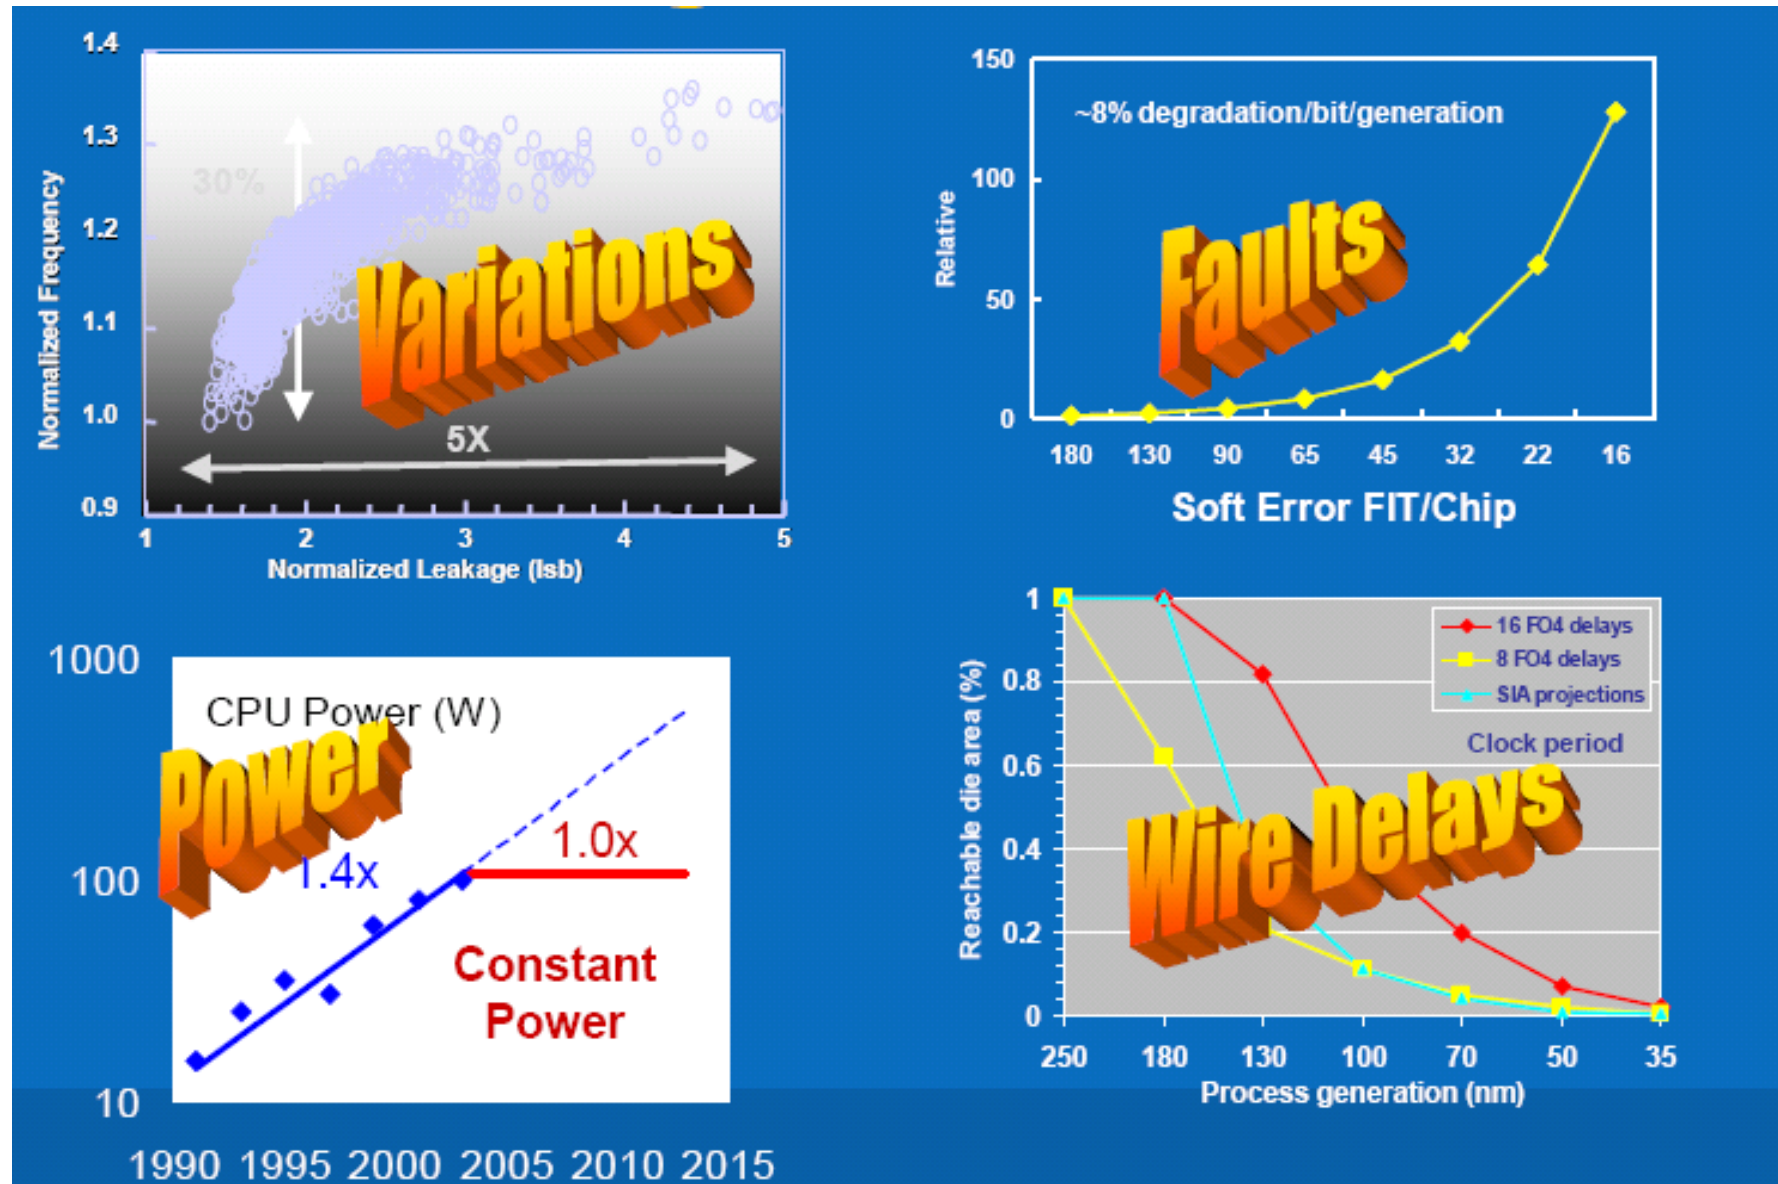 1.4
1.3
1.2
1.1
1.0
0.9
Normalized Frequency
30%
Variations
5X
1 2 3 4 5
Normalized Leakage (Isb)
150
100
50
0
Relative
~8% degradation/bit/generation
Faults
180 130 90 65 45 32 22 16
Soft Error FIT/Chip
1000
100
10
CPU Power (W)
Power
1.4x
1.0x
Constant
Power
1990 1995 2000 2005 2010 2015
1
0.8
0.6
0.4
0.2
0
Reachable die area (%)
16 FO4 delays
8 FO4 delays
SIA projections
Clock period
Wire Delays
250 180 130 100 70 50 35
Process generation (nm)